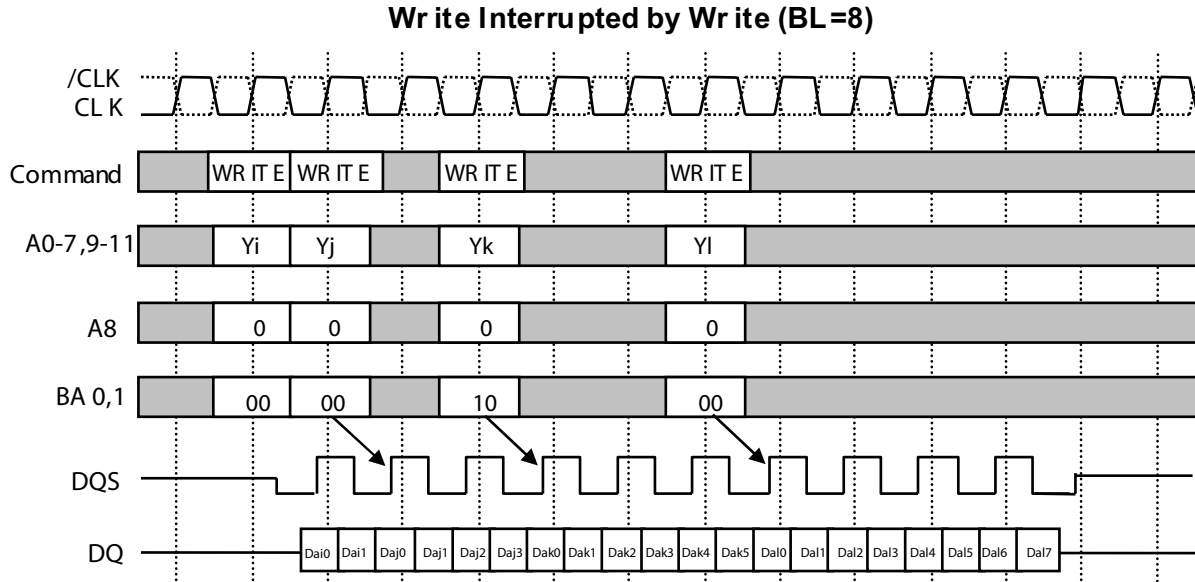 Write Interrupted by Write (BL=8)
/CLK
CLK
Command WRITE WRITE WRITE WRITE
A0-7,9-11 Yi Yj Yk Yl
A8 0 0 0 0
BA 0,1 00 00 10 00
DQS
DQ Dai0 Dai1 Daj0 Daj1 Daj2 Daj3 Dak0 Dak1 Dak2 Dak3 Dak4 Dak5 Dal0 Dal1 Dal2 Dal3 Dal4 Dal5 Dal6 Dal7